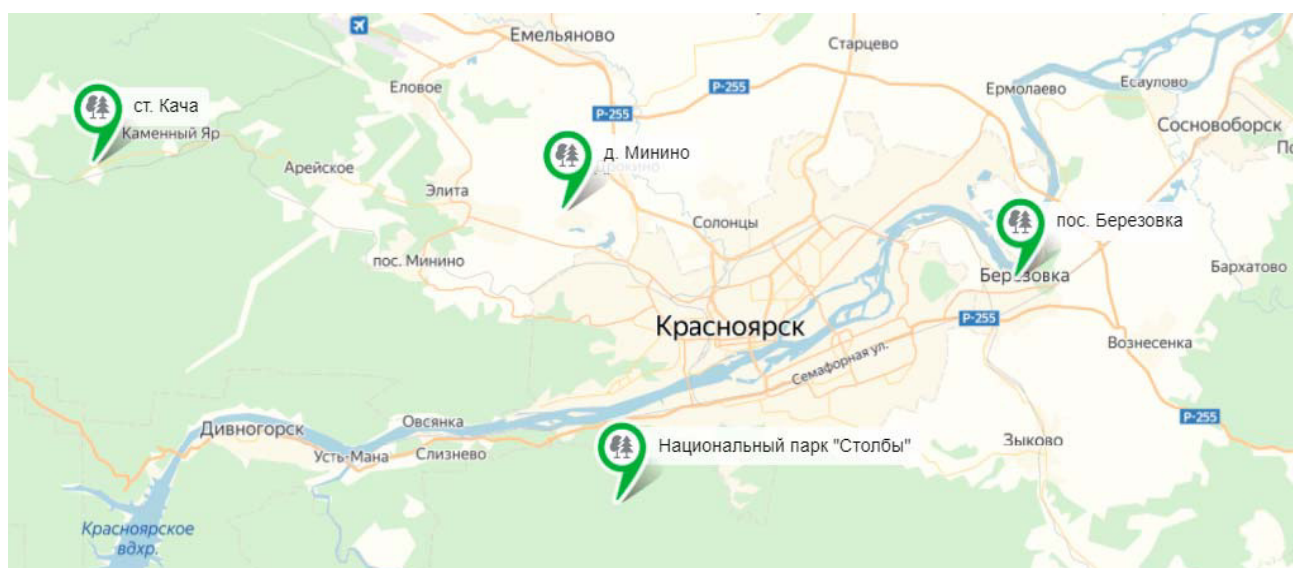 Емельяново
Старцево
Р-255
Еловое
Ермолаево
Есаулово
ст. Кача
Р-255
Сосновоборск
Каменный Яр
д. Минино
По
Арейское
Элита
Солонцы
пос. Березовка
пос. Минино
Березовка
Бархатово
Красноярск
Р-255
Вознесенка
Семафорная ул.
Овсянка
Р-255
Дивногорск
Национальный парк "Столбы"
Зыково
Усть-Мана
Слизнево
Красноярское
вдхр.